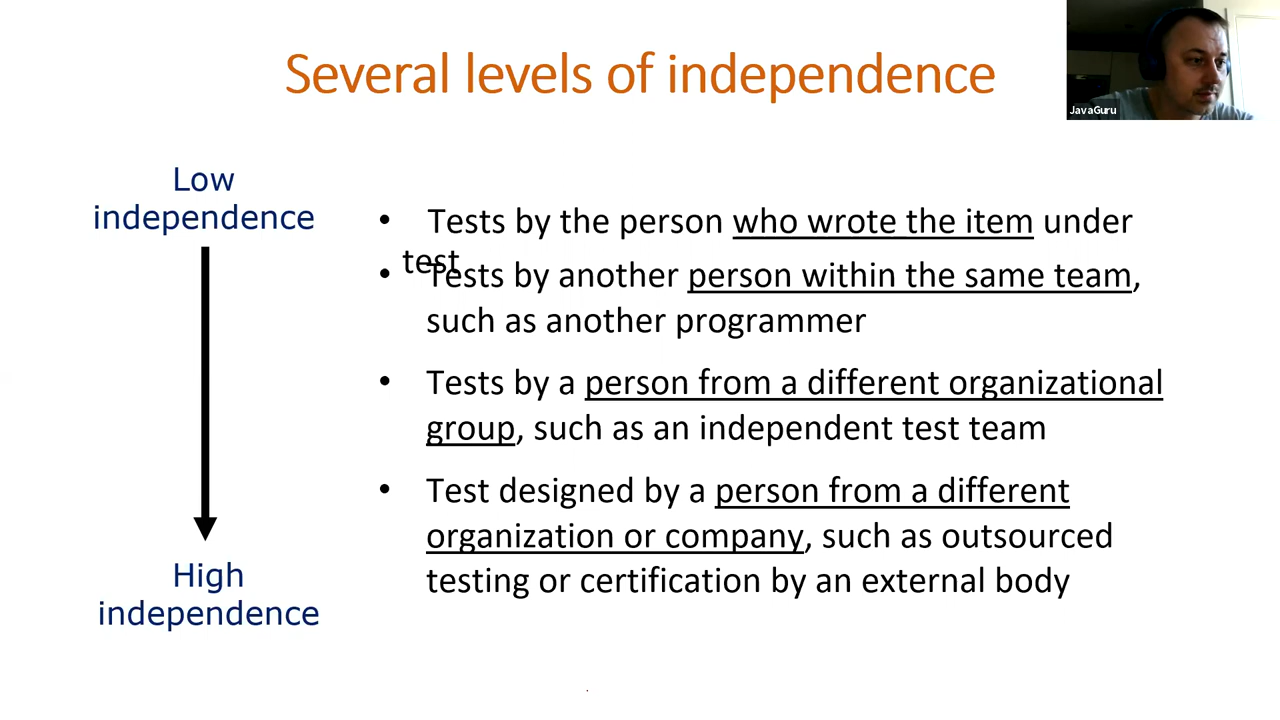 Several levels of independence
JavaGuru
Low
independence
• Tests by the person who wrote the item under
test
• Tests by another person within the same team,
such as another programmer
• Tests by a person from a different organizational
group, such as an independent test team
• Test designed by a person from a different
organization or company, such as outsourced
testing or certification by an external body
High
independence